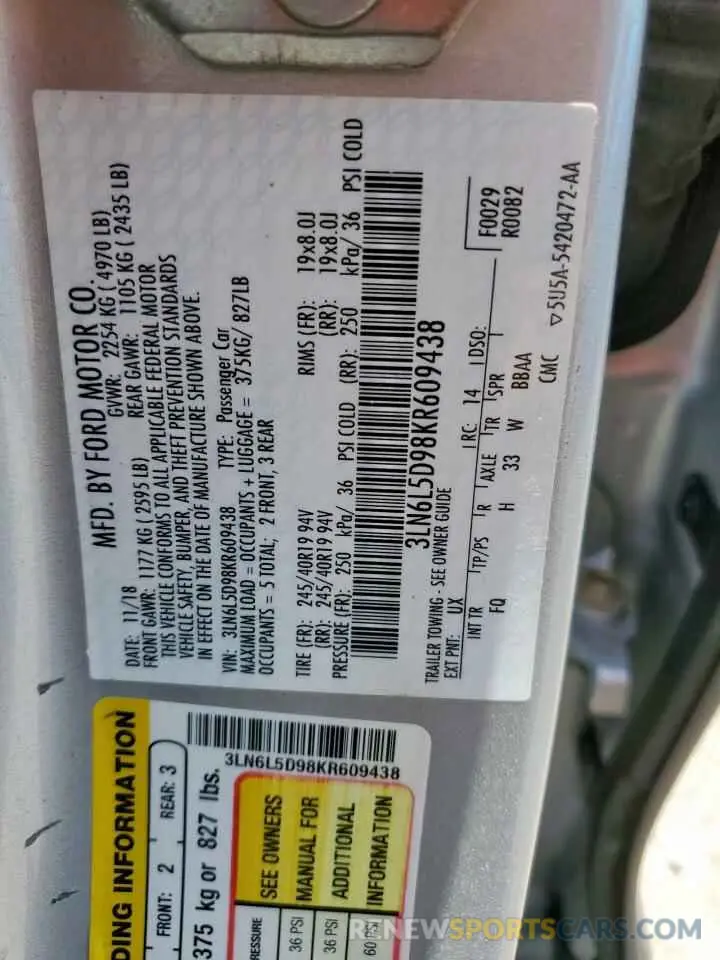 MFD. BY FORD MOTOR CO.
DATE: 11/18 GVWR: 2254 KG ( 4970 LB)
FRONT GAWR: 1177 KG ( 2595 LB) REAR GAWR: 1105 KG ( 2435 LB)
THIS VEHICLE CONFORMS TO ALL APPLICABLE FEDERAL MOTOR
VEHICLE SAFETY, BUMPER, AND THEFT PREVENTION STANDARDS
IN EFFECT ON THE DATE OF MANUFACTURE SHOWN ABOVE.
VIN: 3LN6L5D98KR609438 TYPE: Passenger Car
MAXIMUM LOAD = OCCUPANTS + LUGGAGE = 375KG/ 827LB
OCCUPANTS = 5 TOTAL; 2 FRONT, 3 REAR
TIRE (FR): 245/40R19 94V RIMS (FR): 19x8.0J
(RR): 245/40R19 94V (RR): 19x8.0J
PRESSURE (FR): 250 kPa/ 36 PSI COLD (RR): 250 kPa/ 36 PSI COLD
3LN6L5D98KR609438
TRAILER TOWING - SEE OWNER GUIDE
EXT PNT: UX RC: 14 DSO: F0029
R0082
INT TR TP/PS R AXLE TR SPR
FQ H 33 W BBAA
CMC
▽5U5A-5420472-AA
DING INFORMATION
FRONT: 2 REAR: 3
375 kg or 827 lbs.
3LN6L5D98KR609438
RESSURE
36 PSI
36 PSI
60 PSI
SEE OWNERS
MANUAL FOR
ADDITIONAL
INFORMATION
RENEWSPORTSCARS.COM